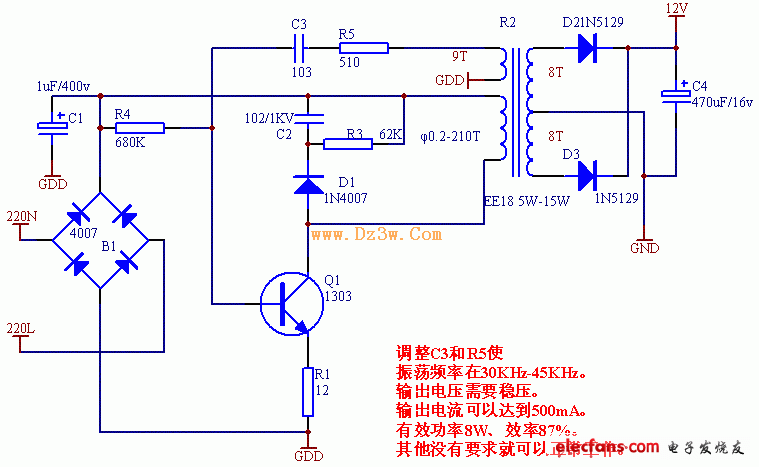 C3
R5
103
510
R2
9T
GDD
D21N5129
12V
8T
C4
470uF/16v
1uF/400v
C1
GDD
R4
680K
102/1KV
C2
R3
62K
φ0.2-210T
8T
D3
1N5129
D1
1N4007
EE18 5W-15W
220N
4007
B1
www.Dz3w.Com
GND
Q1
1303
220L
R1
12
GDD
调整C3和R5使
振荡频率在30KHz-45KHz。
输出电压需要稳压。
输出电流可以达到500mA。
有效功率8W、效率87%。
其他没有要求就可以
elecfans.com 电子发烧友